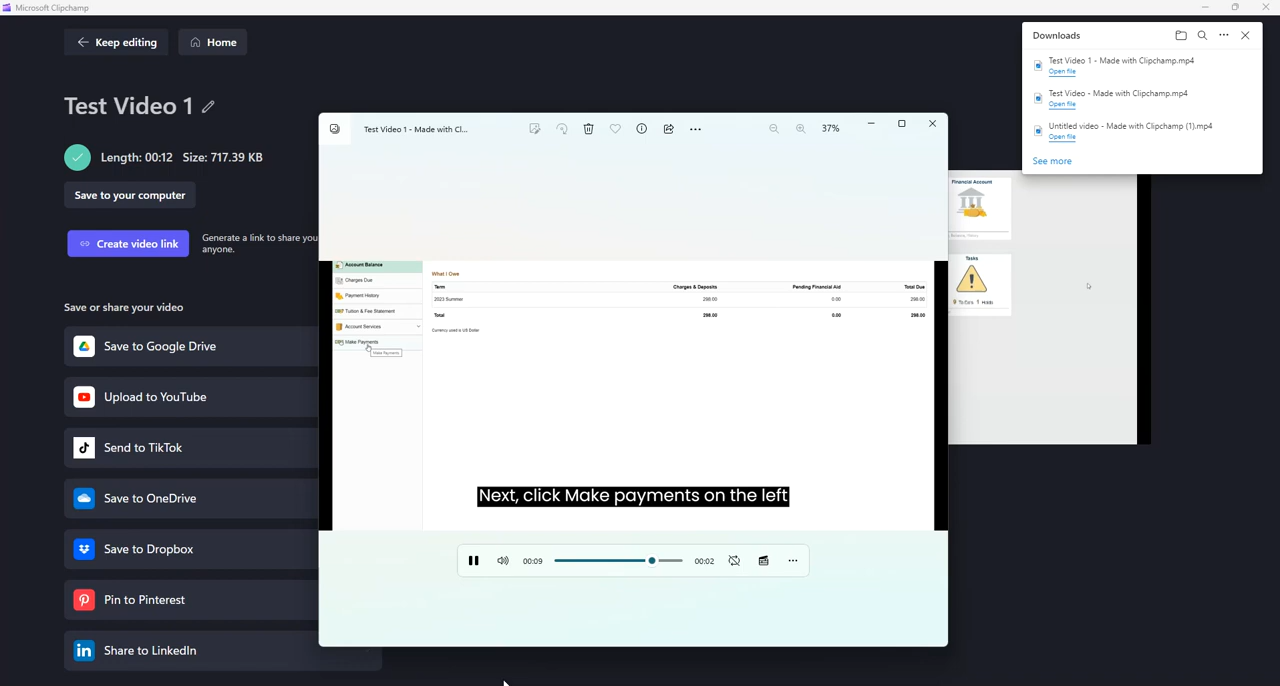 Microsoft Clipchamp
Keep editing
Home
Test Video 1
Length: 00:12 Size: 717.39 KB
Save to your computer
Create video link
Generate a link to share you
anyone.
Save or share your video
Save to Google Drive
Upload to YouTube
Send to TikTok
Save to OneDrive
Save to Dropbox
Pin to Pinterest
Share to LinkedIn
Test Video 1 - Made with Cl...
37%
Account Balance
Charges Due
Payment History
Tuition & Fee Statement
Account Services
Make Payments
Make Payments
What I Owe
Term Charges & Deposits Pending Financial Aid Total Due
2023 Summer 298.00 0.00 298.00
Total 298.00 0.00 298.00
Currency used is US Dollar
Next, click Make payments on the left
00:09
00:02
Downloads
Test Video 1 - Made with Clipchamp.mp4
Open file
Test Video - Made with Clipchamp.mp4
Open file
Untitled video - Made with Clipchamp (1).mp4
Open file
See more
Financial Account
Tasks